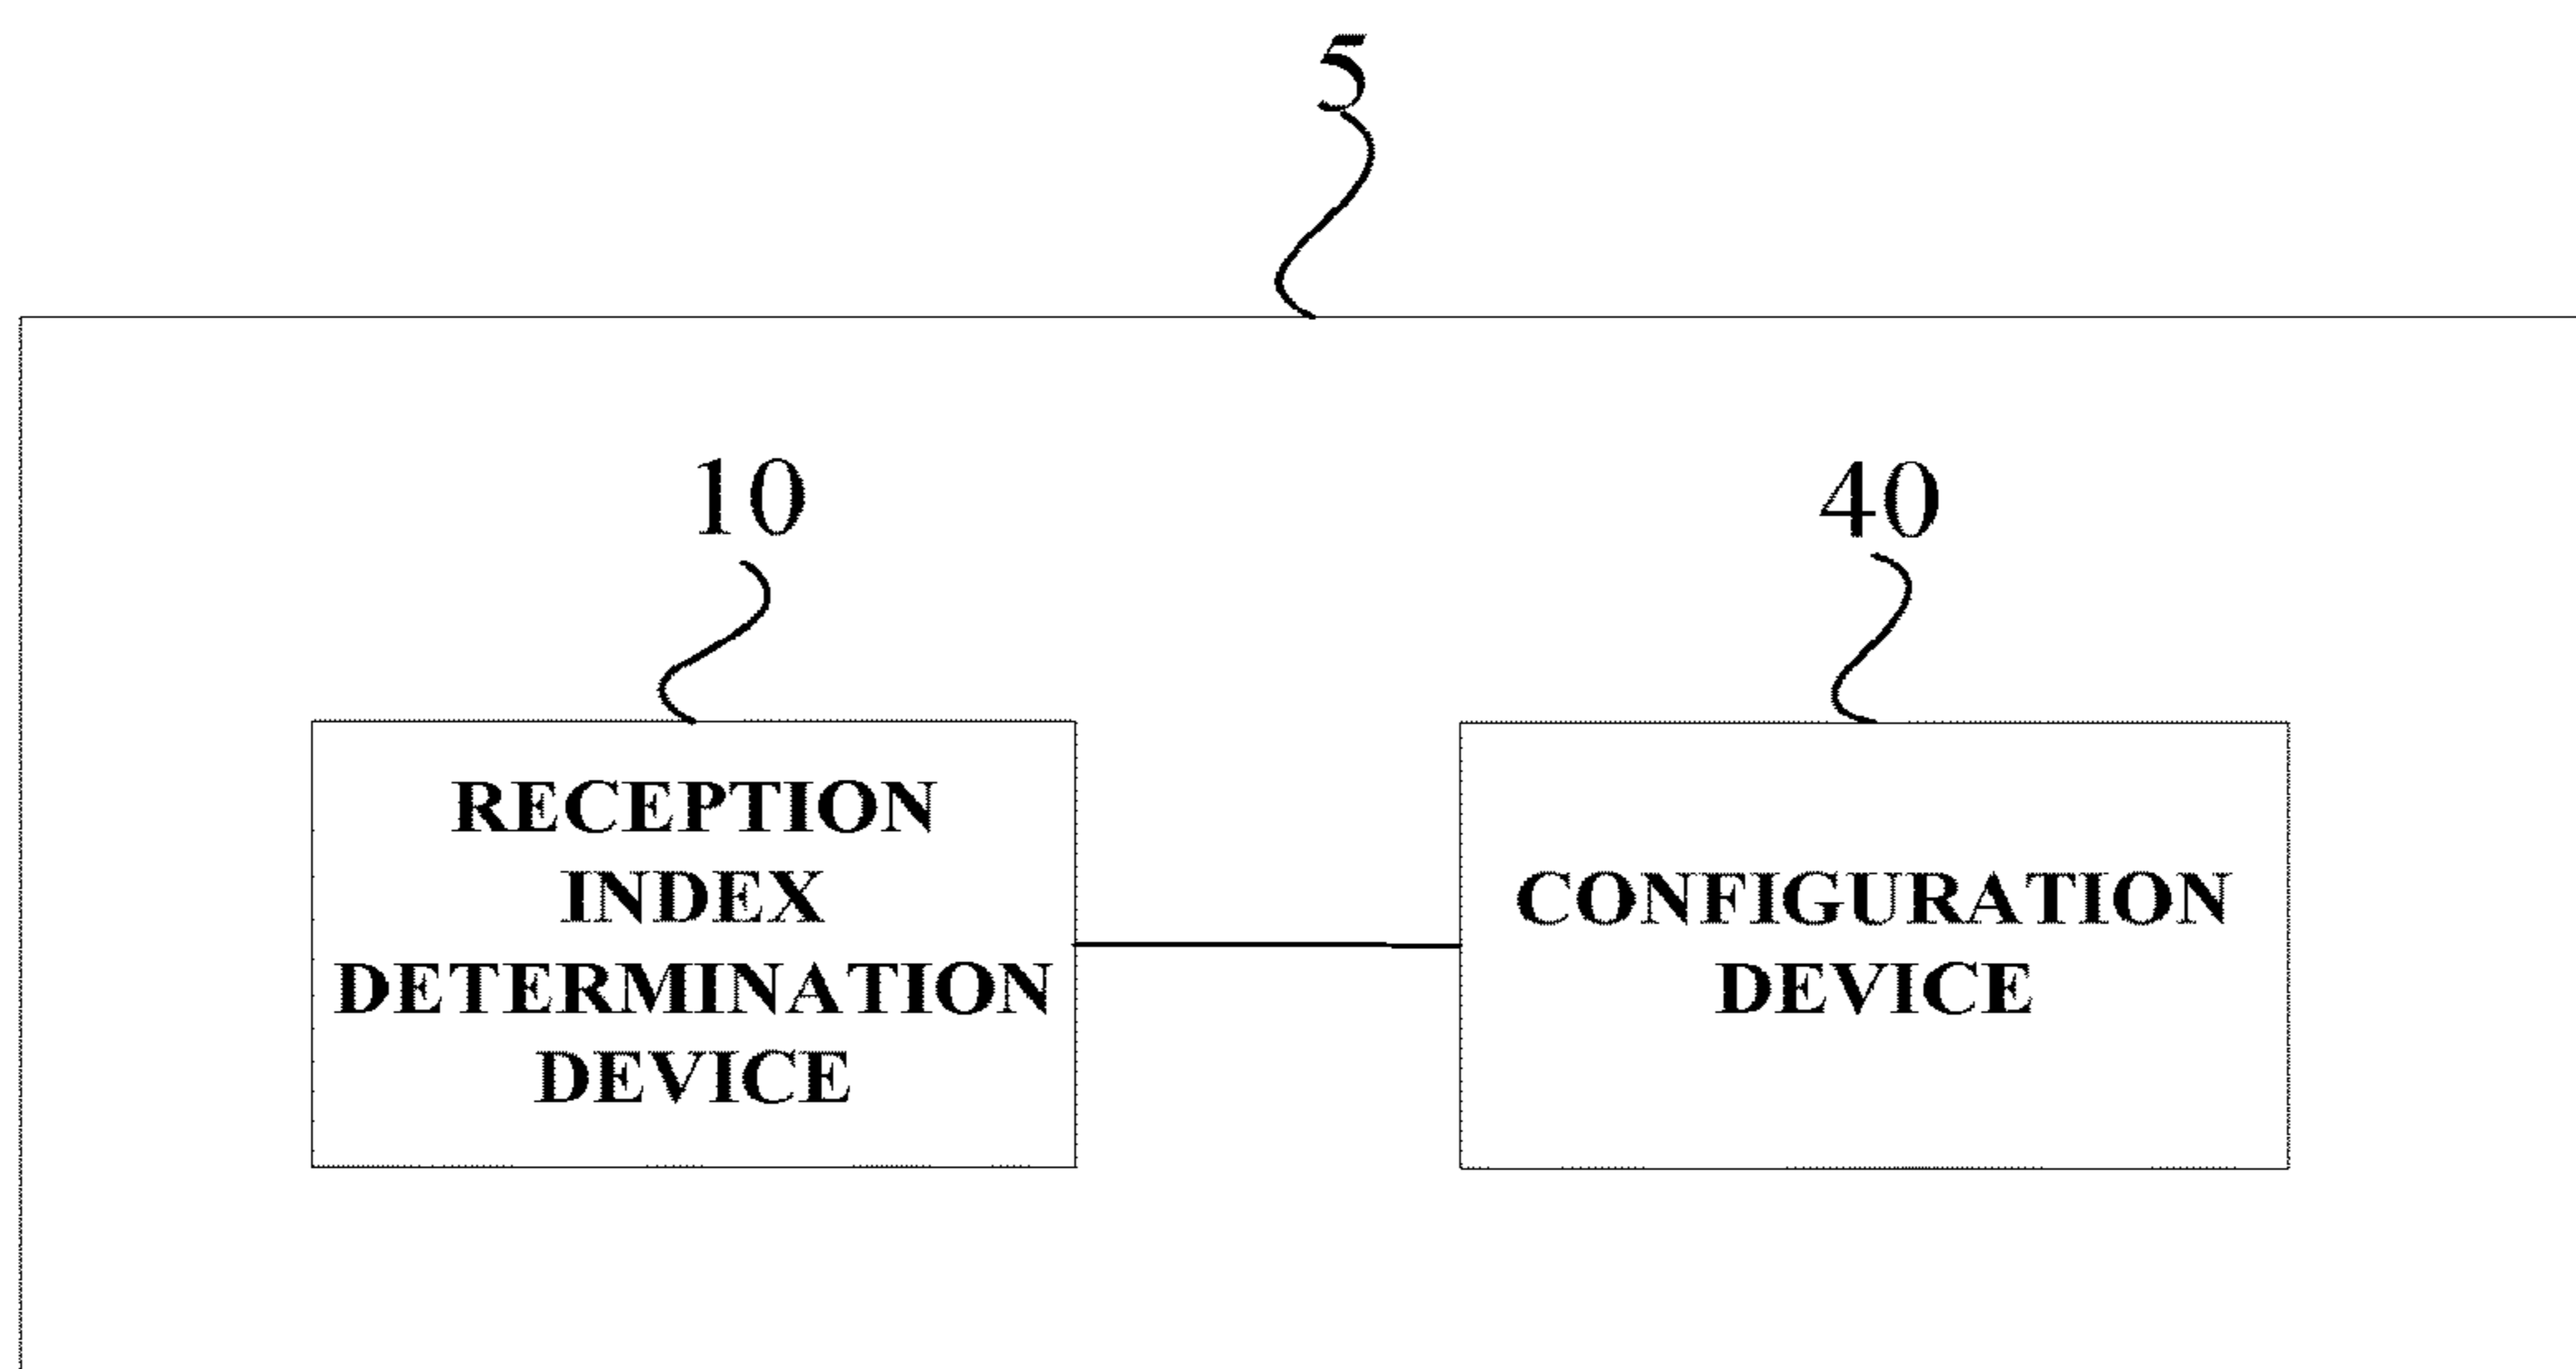 5
10
40
RECEPTION
INDEX
DETERMINATION
DEVICE
CONFIGURATION
DEVICE